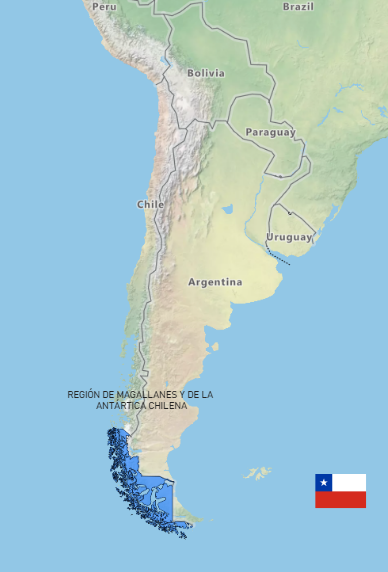 Peru
Brazil
Bolivia
Paraguay
Chile
Uruguay
Argentina
REGIÓN DE MAGALLANES Y DE LA
ANTÁRTICA CHILENA